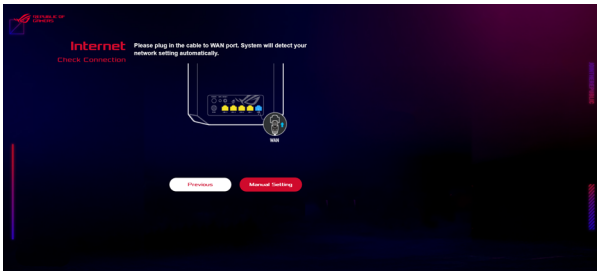 REPUBLIC OF
GAMERS
Internet
Check Connection
Please plug in the cable to WAN port. System will detect your
network setting automatically.
WAN
Previous
Manual Setting